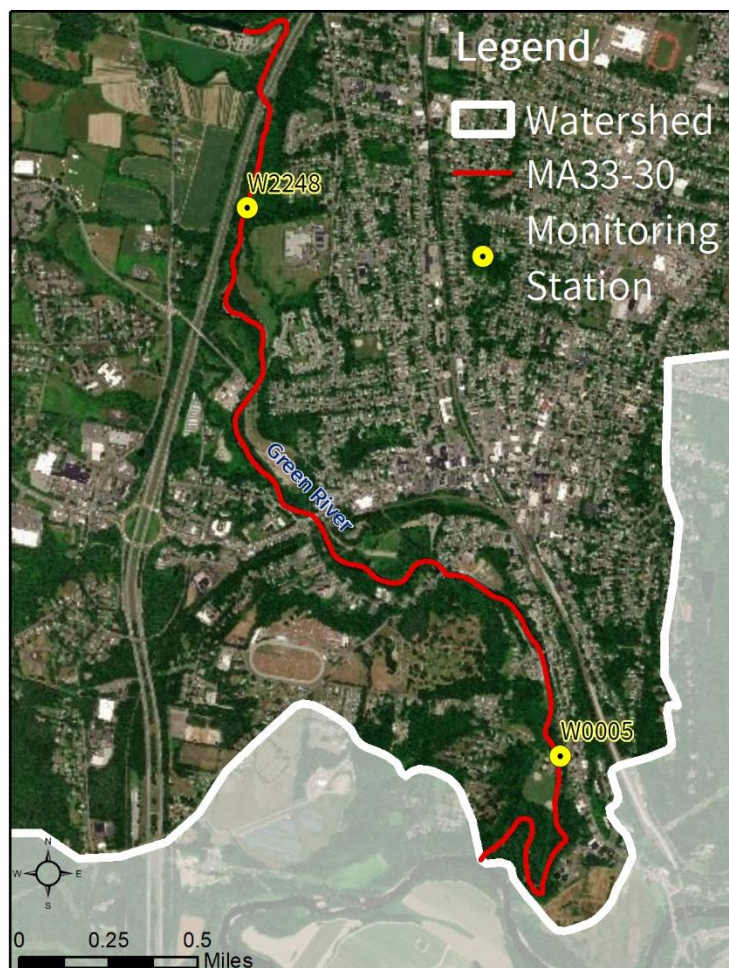 Legend
Watershed
MA33-30
Monitoring
Station
W2248
Green River
W0005
N
W
E
S
0
0.25
0.5
Miles